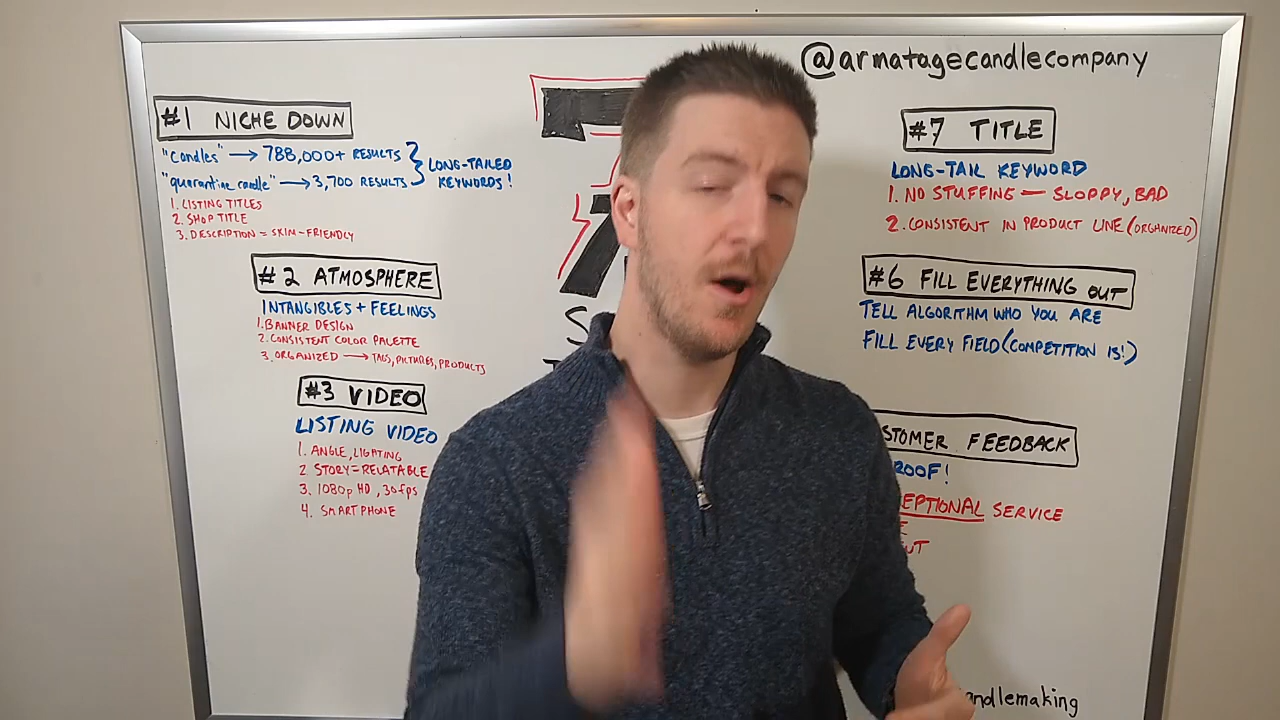 @armatagecandlecompany
#1 NICHE DOWN
"candles" → 788,000+ RESULTS
"quarantine candle" → 3,700 RESULTS
LONG-TAILED
KEYWORDS!
1. LISTING TITLES
2. SHOP TITLE
3. DESCRIPTION = SKIM-FRIENDLY
#2 ATMOSPHERE
INTANGIBLES + FEELINGS
1. BANNER DESIGN
2. CONSISTENT COLOR PALETTE
3. ORGANIZED → TAGS, PICTURES, PRODUCTS
#3 VIDEO
LISTING VIDEO
1. ANGLE, LIGHTING
2 STORY = RELATABLE
3. 1080p HD, 30fps
4. SMARTPHONE
7
#7 TITLE
LONG-TAIL KEYWORD
1. NO STUFFING — SLOPPY, BAD
2. CONSISTENT IN PRODUCT LINE (ORGANIZED)
#6 FILL EVERYTHING OUT
TELL ALGORITHM WHO YOU ARE
FILL EVERY FIELD (COMPETITION IS!)
STOMER FEEDBACK
ROOF!
EPTIONAL SERVICE
andlemaking